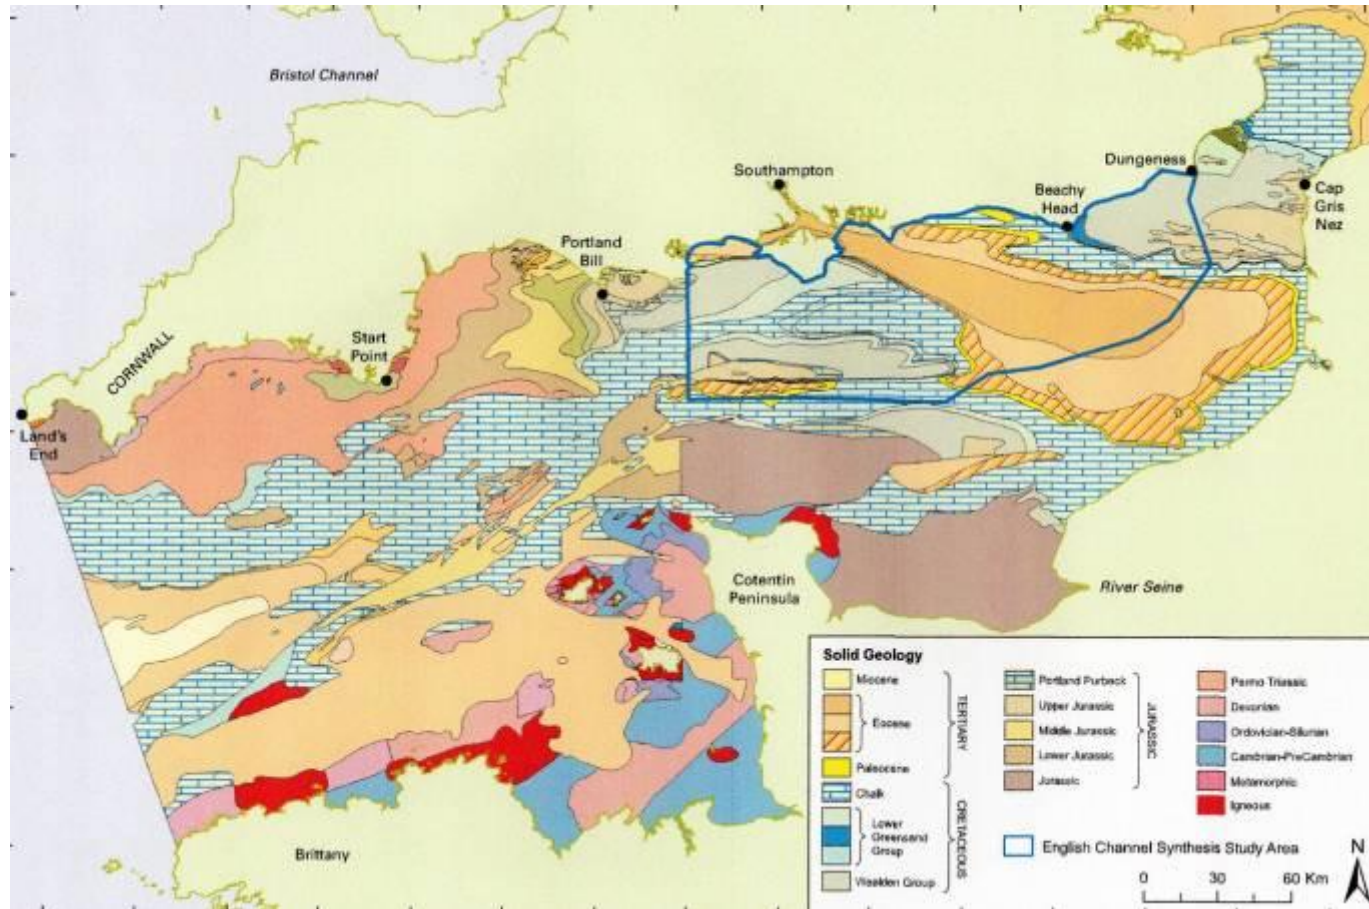 Bristol Channel
Southampton
Dungeness
Beachy
Head
Cap
Gris
Nez
Portland
Bill
Start
Point
CORNWALL
Land's
End
Cotentin
Peninsula
River Seine
Brittany
Solid Geology
Miocene
Eocene
Paleocene
TERTIARY
Chalk
Lower
Greensand
Group
Wealden Group
CRETACEOUS
Portland Purbeck
Upper Jurassic
Middle Jurassic
Lower Jurassic
Jurassic
JURASSIC
Permo Triassic
Devonian
Ordovician-Silurian
Cambrian-PreCambrian
Metamorphic
Igneous
English Channel Synthesis Study Area
N
0 30 60 Km